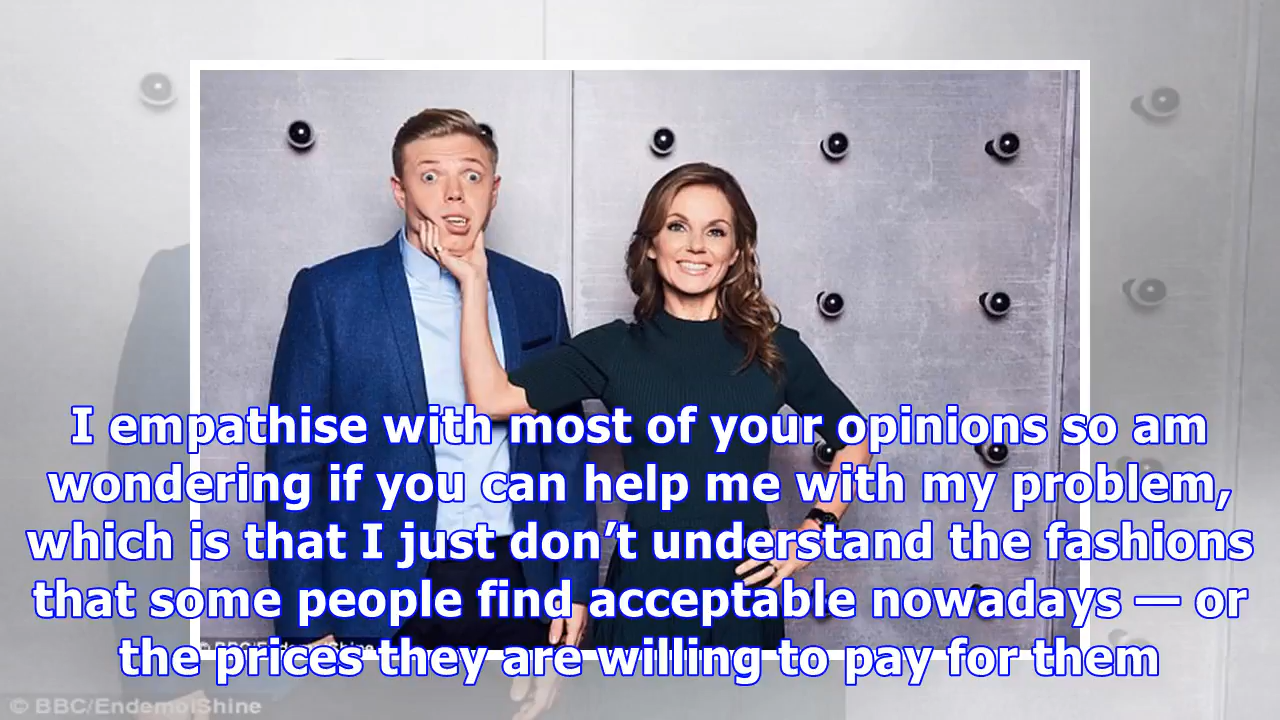 I empathise with most of your opinions so am
wondering if you can help me with my problem,
which is that I just don’t understand the fashions
that some people find acceptable nowadays — or
the prices they are willing to pay for them
© BBC/EndemolShine